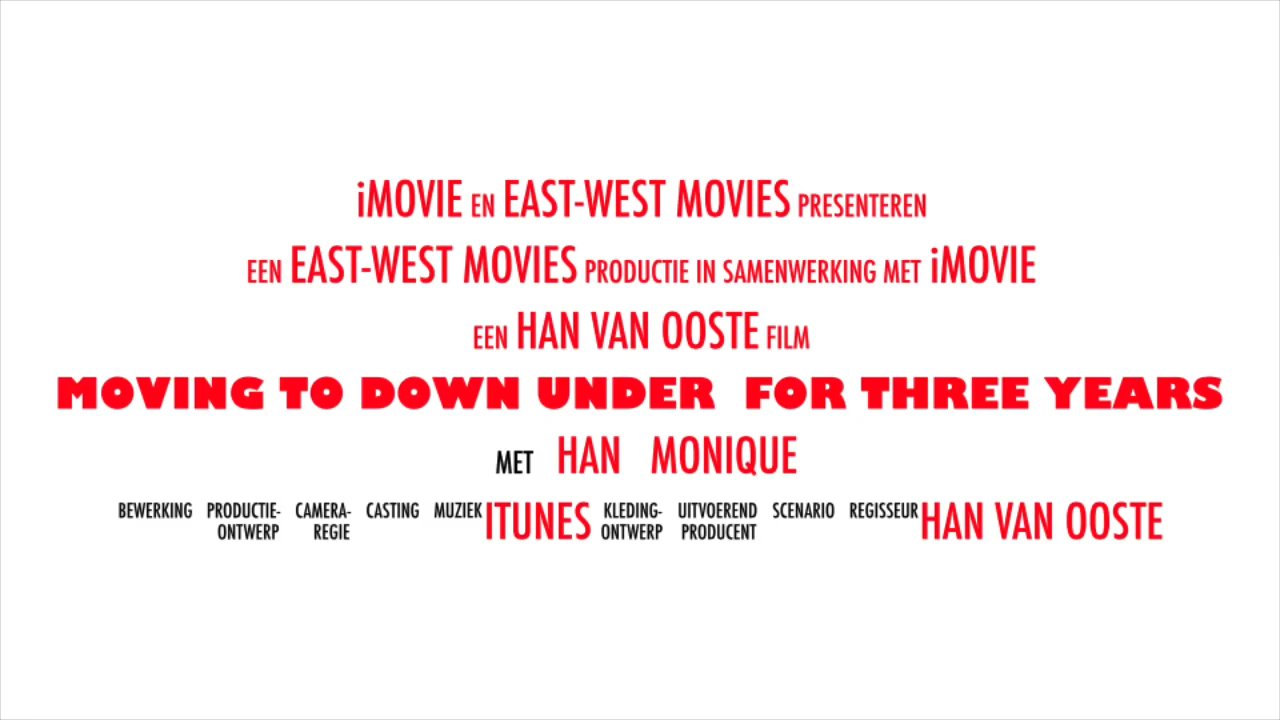 iMOVIE EN EAST-WEST MOVIES PRESENTEREN
EEN EAST-WEST MOVIES PRODUCTIE IN SAMENWERKING MET iMOVIE
EEN HAN VAN OOSTE FILM
MOVING TO DOWN UNDER FOR THREE YEARS
MET HAN MONIQUE
BEWERKING PRODUCTIE-ONTWERP CAMERA-REGIE CASTING MUZIEK ITUNES KLEDING-ONTWERP UITVOEREND PRODUCENT SCENARIO REGISSEUR HAN VAN OOSTE